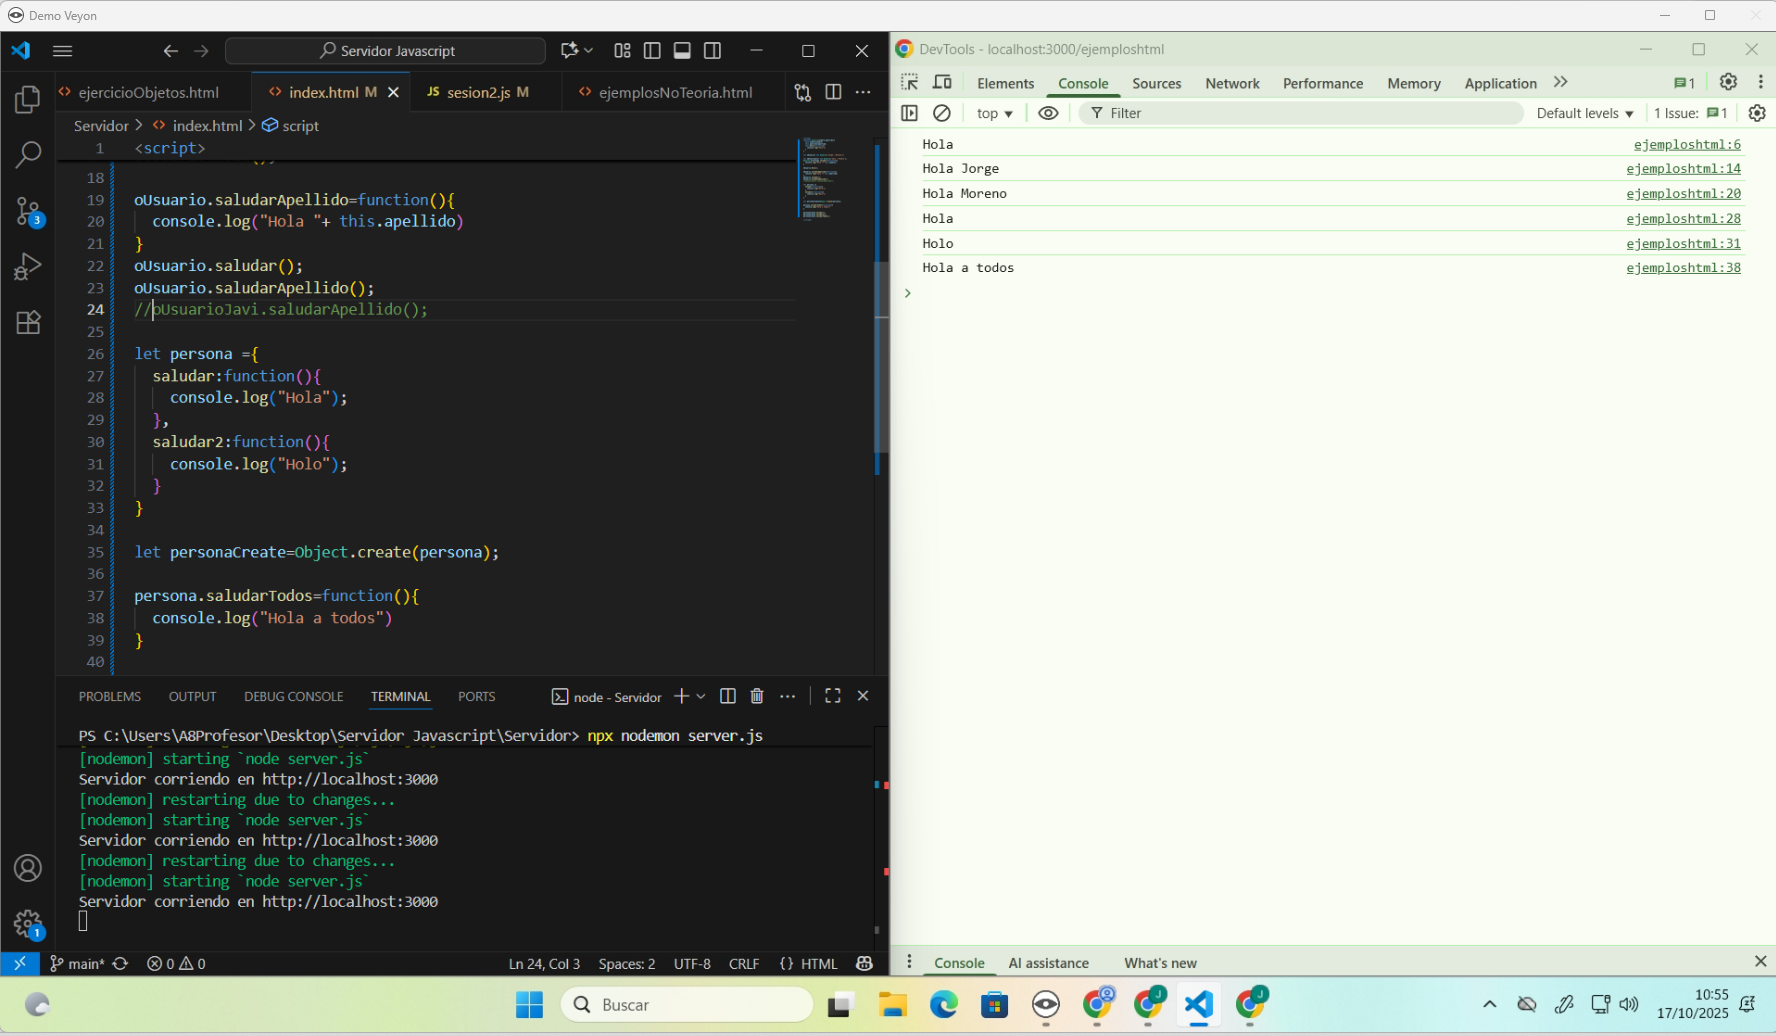 Demo Veyon
Servidor Javascript
ejercicioObjetos.html
index.html M
JS sesion2.js M
ejemplosNoTeoria.html
Servidor > index.html > script
1 <script>
18
19 oUsuario.saludarApellido=function(){
20 console.log("Hola "+ this.apellido)
21 }
22 oUsuario.saludar();
23 oUsuario.saludarApellido();
24 //oUsuarioJavi.saludarApellido();
25
26 let persona ={
27 saludar:function(){
28 console.log("Hola");
29 },
30 saludar2:function(){
31 console.log("Holo");
32 }
33 }
34
35 let personaCreate=Object.create(persona);
36
37 persona.saludarTodos=function(){
38 console.log("Hola a todos")
39 }
40
PROBLEMS OUTPUT DEBUG CONSOLE TERMINAL PORTS
node - Servidor
PS C:\Users\A8Profesor\Desktop\Servidor Javascript\Servidor> npx nodemon server.js
[nodemon] starting `node server.js`
Servidor corriendo en http://localhost:3000
[nodemon] restarting due to changes...
[nodemon] starting `node server.js`
Servidor corriendo en http://localhost:3000
[nodemon] restarting due to changes...
[nodemon] starting `node server.js`
Servidor corriendo en http://localhost:3000
3
1
main* 0 0 Ln 24, Col 3 Spaces: 2 UTF-8 CRLF {} HTML
DevTools - localhost:3000/ejemploshtml
Elements Console Sources Network Performance Memory Application 1
top Filter Default levels 1 Issue: 1
Hola ejemploshtml:6
Hola Jorge ejemploshtml:14
Hola Moreno ejemploshtml:20
Hola ejemploshtml:28
Holo ejemploshtml:31
Hola a todos ejemploshtml:38
Console AI assistance What's new
Buscar
J
J
10:55
17/10/2025